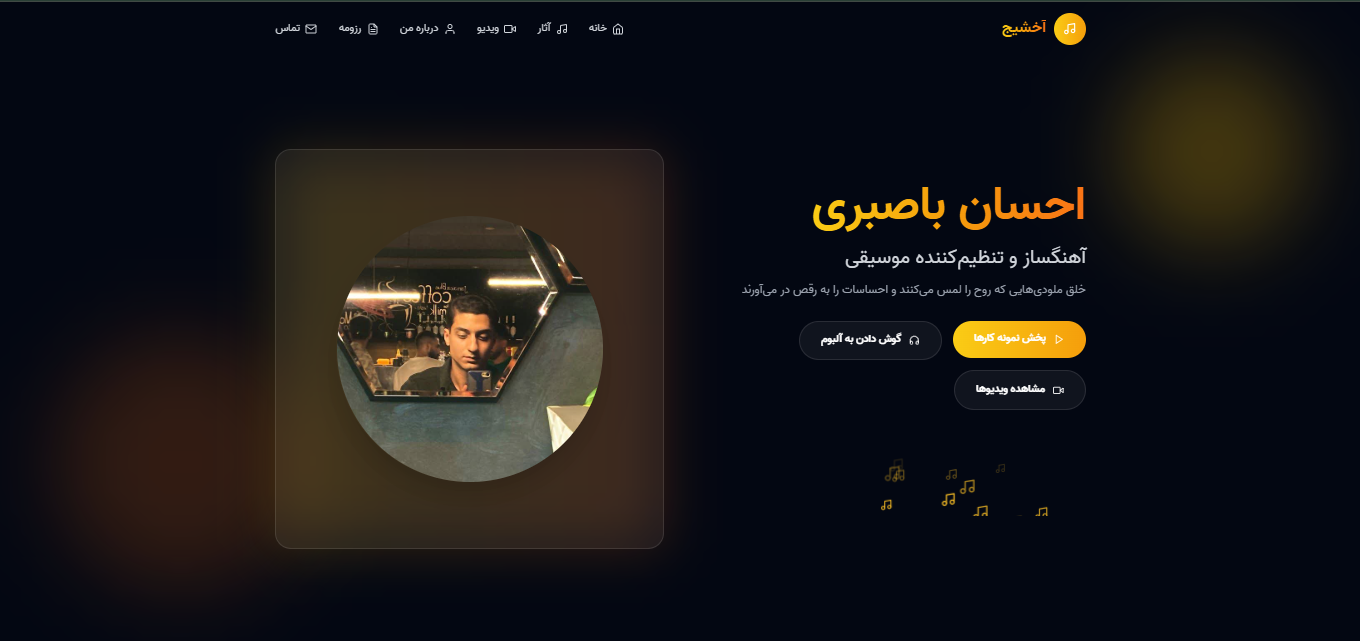 آخشیج
خانه
آثار
ویدیو
درباره من
رزومه
تماس
احسان باصبری
آهنگساز و تنظیم‌کننده موسیقی
خلق ملودی‌هایی که روح را لمس می‌کنند و احساسات را به رقص در می‌آورند
پخش نمونه کارها
گوش دادن به آلبوم
مشاهده ویدیوها